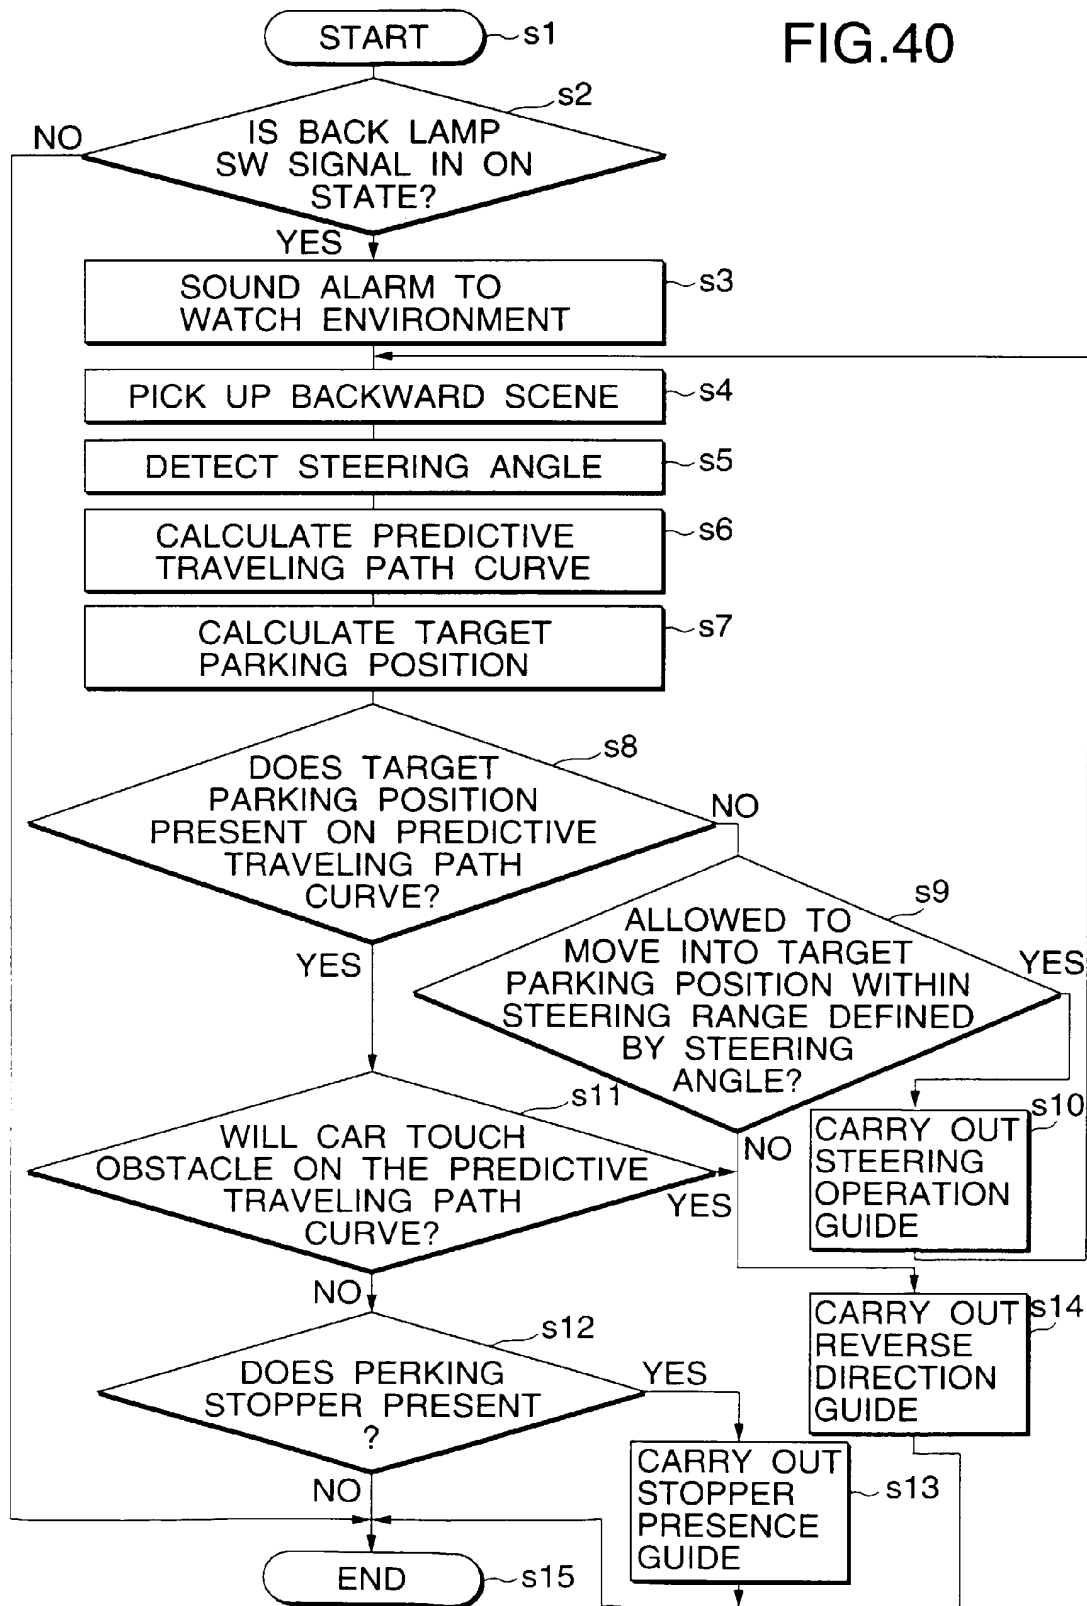 FIG.40
START
s1
s2
NO
IS BACK LAMP
SW SIGNAL IN ON
STATE?
YES
s3
SOUND ALARM TO
WATCH ENVIRONMENT
s4
PICK UP BACKWARD SCENE
s5
DETECT STEERING ANGLE
s6
CALCULATE PREDICTIVE
TRAVELING PATH CURVE
s7
CALCULATE TARGET
PARKING POSITION
s8
DOES TARGET
PARKING POSITION
PRESENT ON PREDICTIVE
TRAVELING PATH
CURVE?
NO
YES
s9
ALLOWED TO
MOVE INTO TARGET
PARKING POSITION WITHIN
STEERING RANGE DEFINED
BY STEERING
ANGLE?
YES
NO
s10
CARRY OUT
STEERING
OPERATION
GUIDE
s11
WILL CAR TOUCH
OBSTACLE ON THE PREDICTIVE
TRAVELING PATH
CURVE?
YES
NO
s12
DOES PERKING
STOPPER PRESENT
?
YES
NO
s14
CARRY OUT
REVERSE
DIRECTION
GUIDE
s13
CARRY OUT
STOPPER
PRESENCE
GUIDE
END
s15